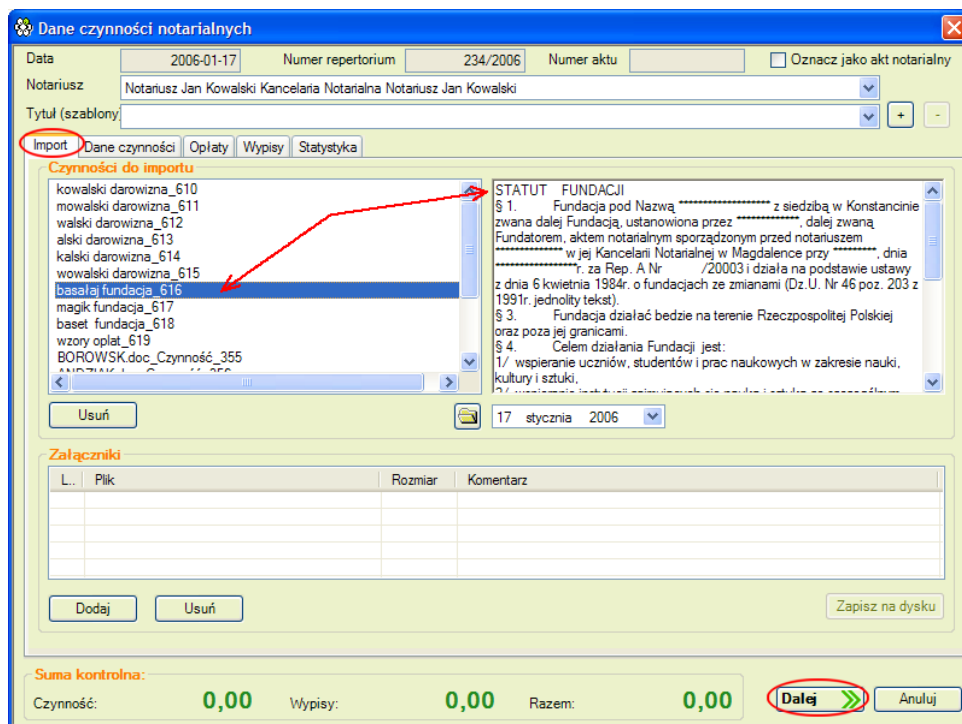 Dane czynności notarialnych
Data 2006-01-17 Numer repertorium 234/2006 Numer aktu Oznacz jako akt notarialny
Notariusz Notariusz Jan Kowalski Kancelaria Notarialna Notariusz Jan Kowalski
Tytuł (szablony + -
Import Dane czynności Opłaty Wypisy Statystyka
Czynności do importu
kowalski darowizna_610
mowalski darowizna_611
walski darowizna_612
alski darowizna_613
kalski darowizna_614
wowalski darowizna_615
basałaj fundacja_616
magik fundacja_617
baset fundacja_618
wzory oplat_619
BOROWSK.doc_Czynność_355
STATUT FUNDACJI
§ 1. Fundacja pod Nazwą ******************** z siedzibą w Konstancinie
zwana dalej Fundacją, ustanowiona przez *************, dalej zwaną
Fundatorem, aktem notarialnym sporządzonym przed notariuszem
*************** w jej Kancelarii Notarialnej w Magdalence przy *********, dnia
******************r. za Rep. A Nr /20003 i działa na podstawie ustawy
z dnia 6 kwietnia 1984r. o fundacjach ze zmianami (Dz.U. Nr 46 poz. 203 z
1991r. jednolity tekst).
§ 3. Fundacja działać bedzie na terenie Rzeczpospolitej Polskiej
oraz poza jej granicami.
§ 4. Celem działania Fundacji jest:
1/ wspieranie uczniów, studentów i prac naukowych w zakresie nauki,
kultury i sztuki,
Usuń 17 stycznia 2006
Załączniki
L.. Plik Rozmiar Komentarz
Dodaj Usuń Zapisz na dysku
Suma kontrolna:
Czynność: 0,00 Wypisy: 0,00 Razem: 0,00 Dalej Anuluj